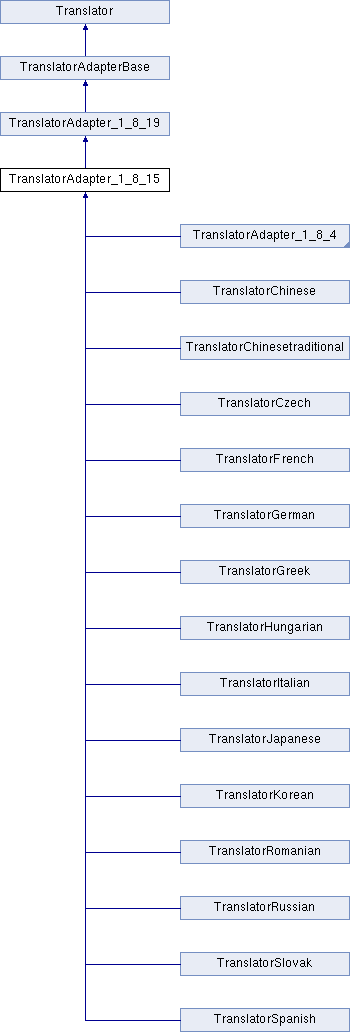 Translator
TranslatorAdapterBase
TranslatorAdapter_1_8_19
TranslatorAdapter_1_8_15
TranslatorAdapter_1_8_4
TranslatorChinese
TranslatorChinesetraditional
TranslatorCzech
TranslatorFrench
TranslatorGerman
TranslatorGreek
TranslatorHungarian
TranslatorItalian
TranslatorJapanese
TranslatorKorean
TranslatorRomanian
TranslatorRussian
TranslatorSlovak
TranslatorSpanish